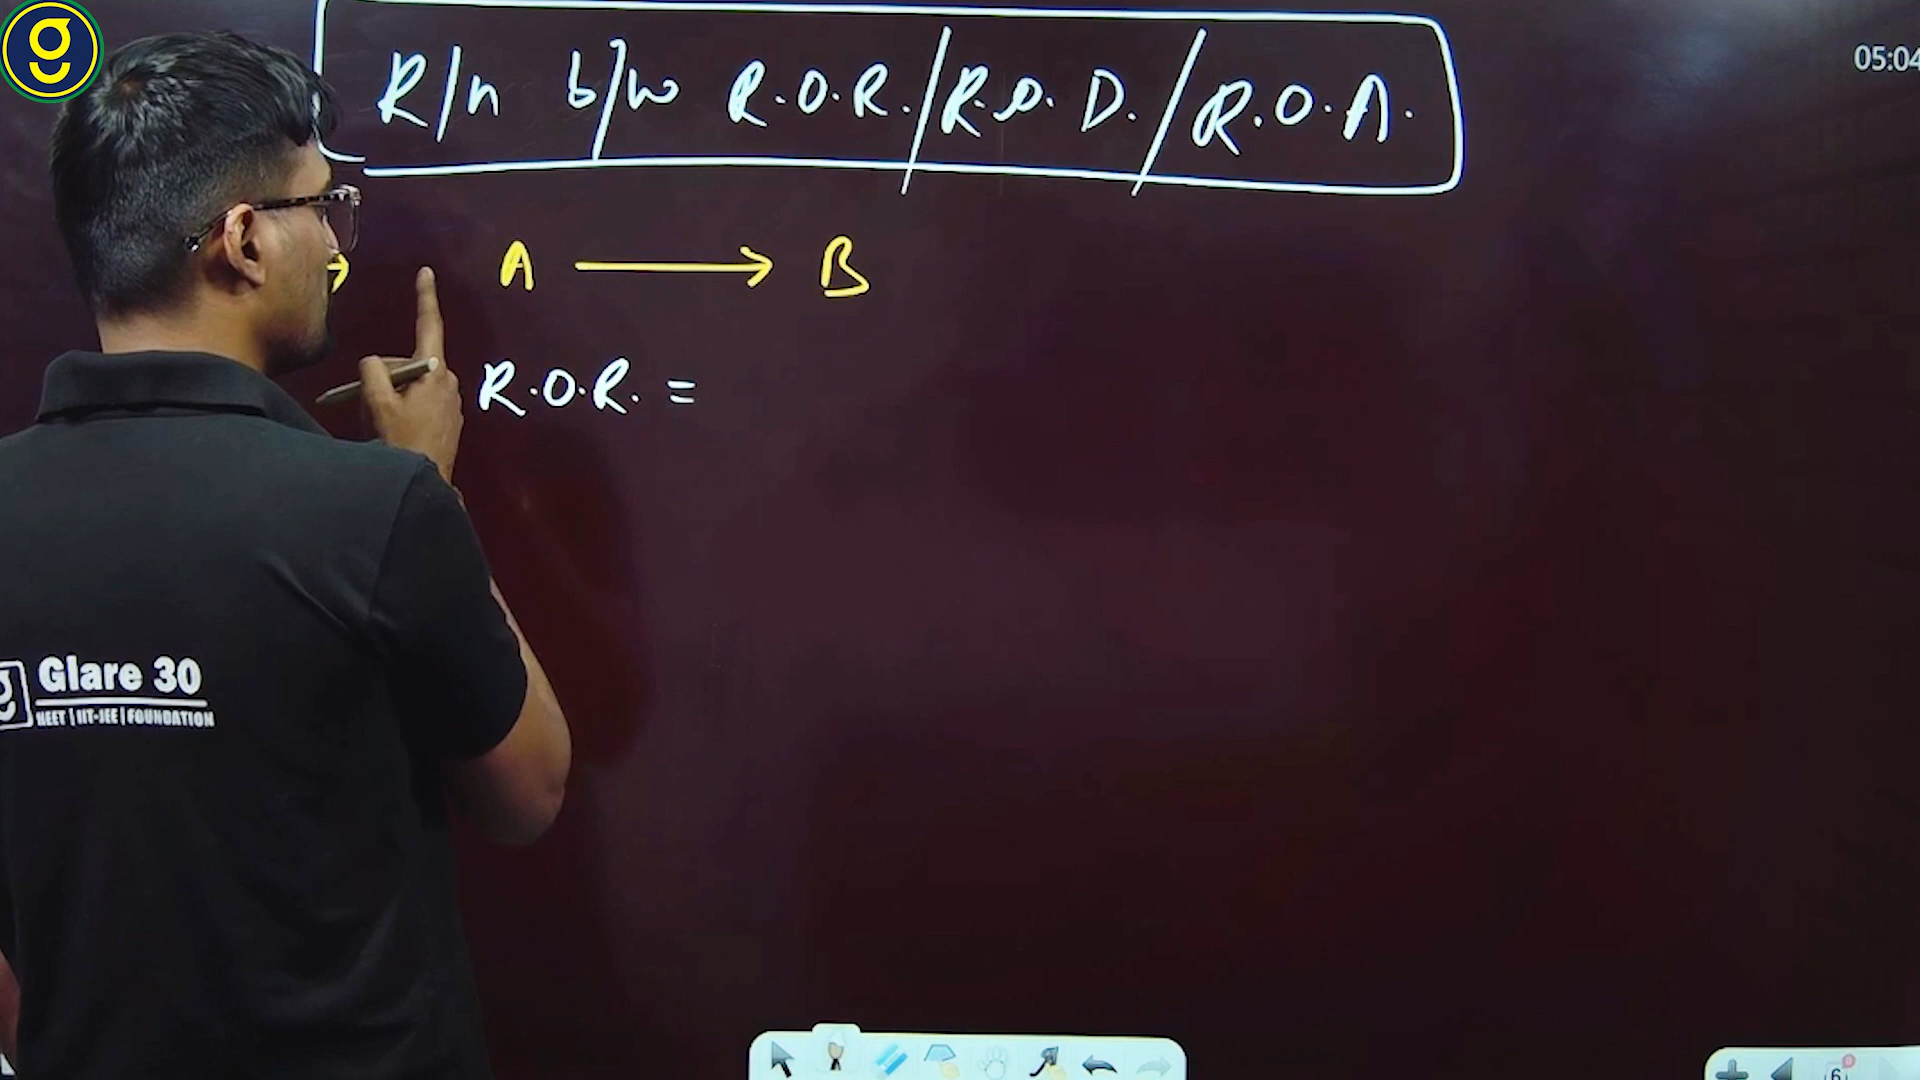 05:04
R/n b/w R.O.R./R.O.D./R.O.A.
→ A → B
R.O.R. =
g Glare 30
NEET | IIT-JEE | FOUNDATION